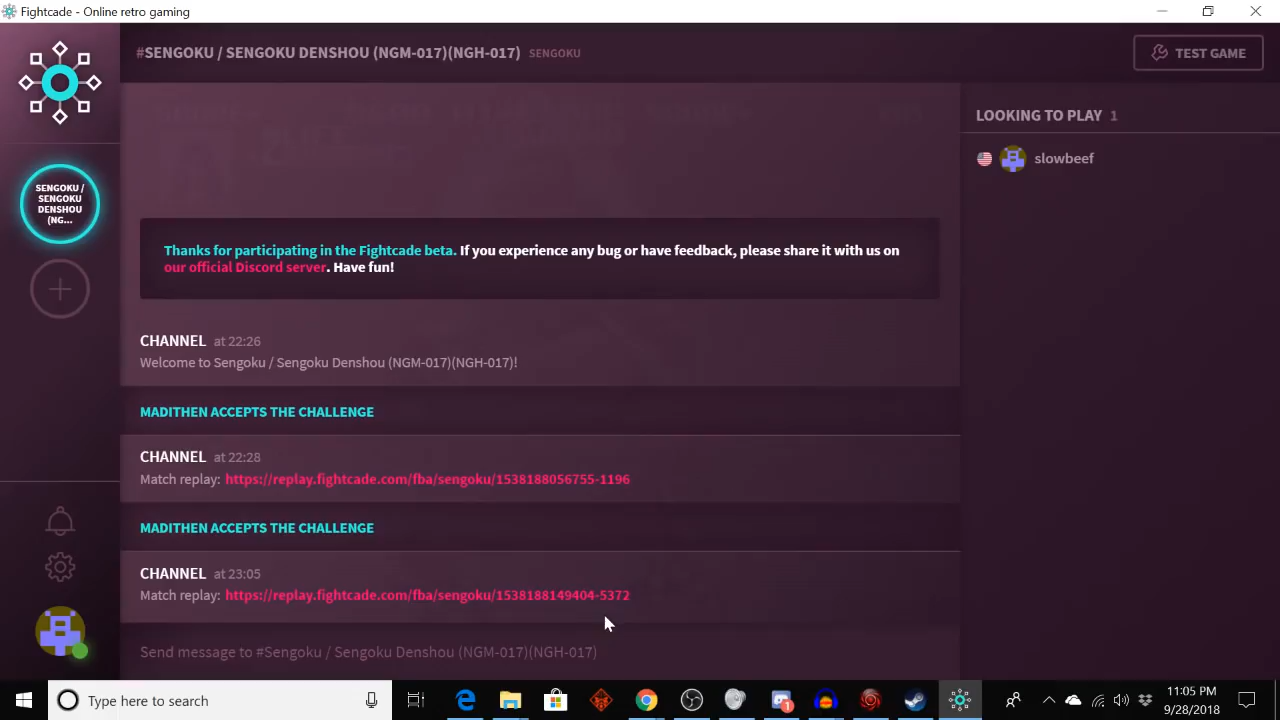 Fightcade - Online retro gaming
#SENGOKU / SENGOKU DENSHOU (NGM-017)(NGH-017) SENGOKU
TEST GAME
LOOKING TO PLAY 1
slowbeef
SENGOKU /
SENGOKU
DENSHOU
(NG...
Thanks for participating in the Fightcade beta. If you experience any bug or have feedback, please share it with us on
our official Discord server. Have fun!
CHANNEL at 22:26
Welcome to Sengoku / Sengoku Denshou (NGM-017)(NGH-017)!
MADITHEN ACCEPTS THE CHALLENGE
CHANNEL at 22:28
Match replay: https://replay.fightcade.com/fba/sengoku/1538188056755-1196
MADITHEN ACCEPTS THE CHALLENGE
CHANNEL at 23:05
Match replay: https://replay.fightcade.com/fba/sengoku/1538188149404-5372
Send message to #Sengoku / Sengoku Denshou (NGM-017)(NGH-017)
Type here to search
1
11:05 PM
9/28/2018